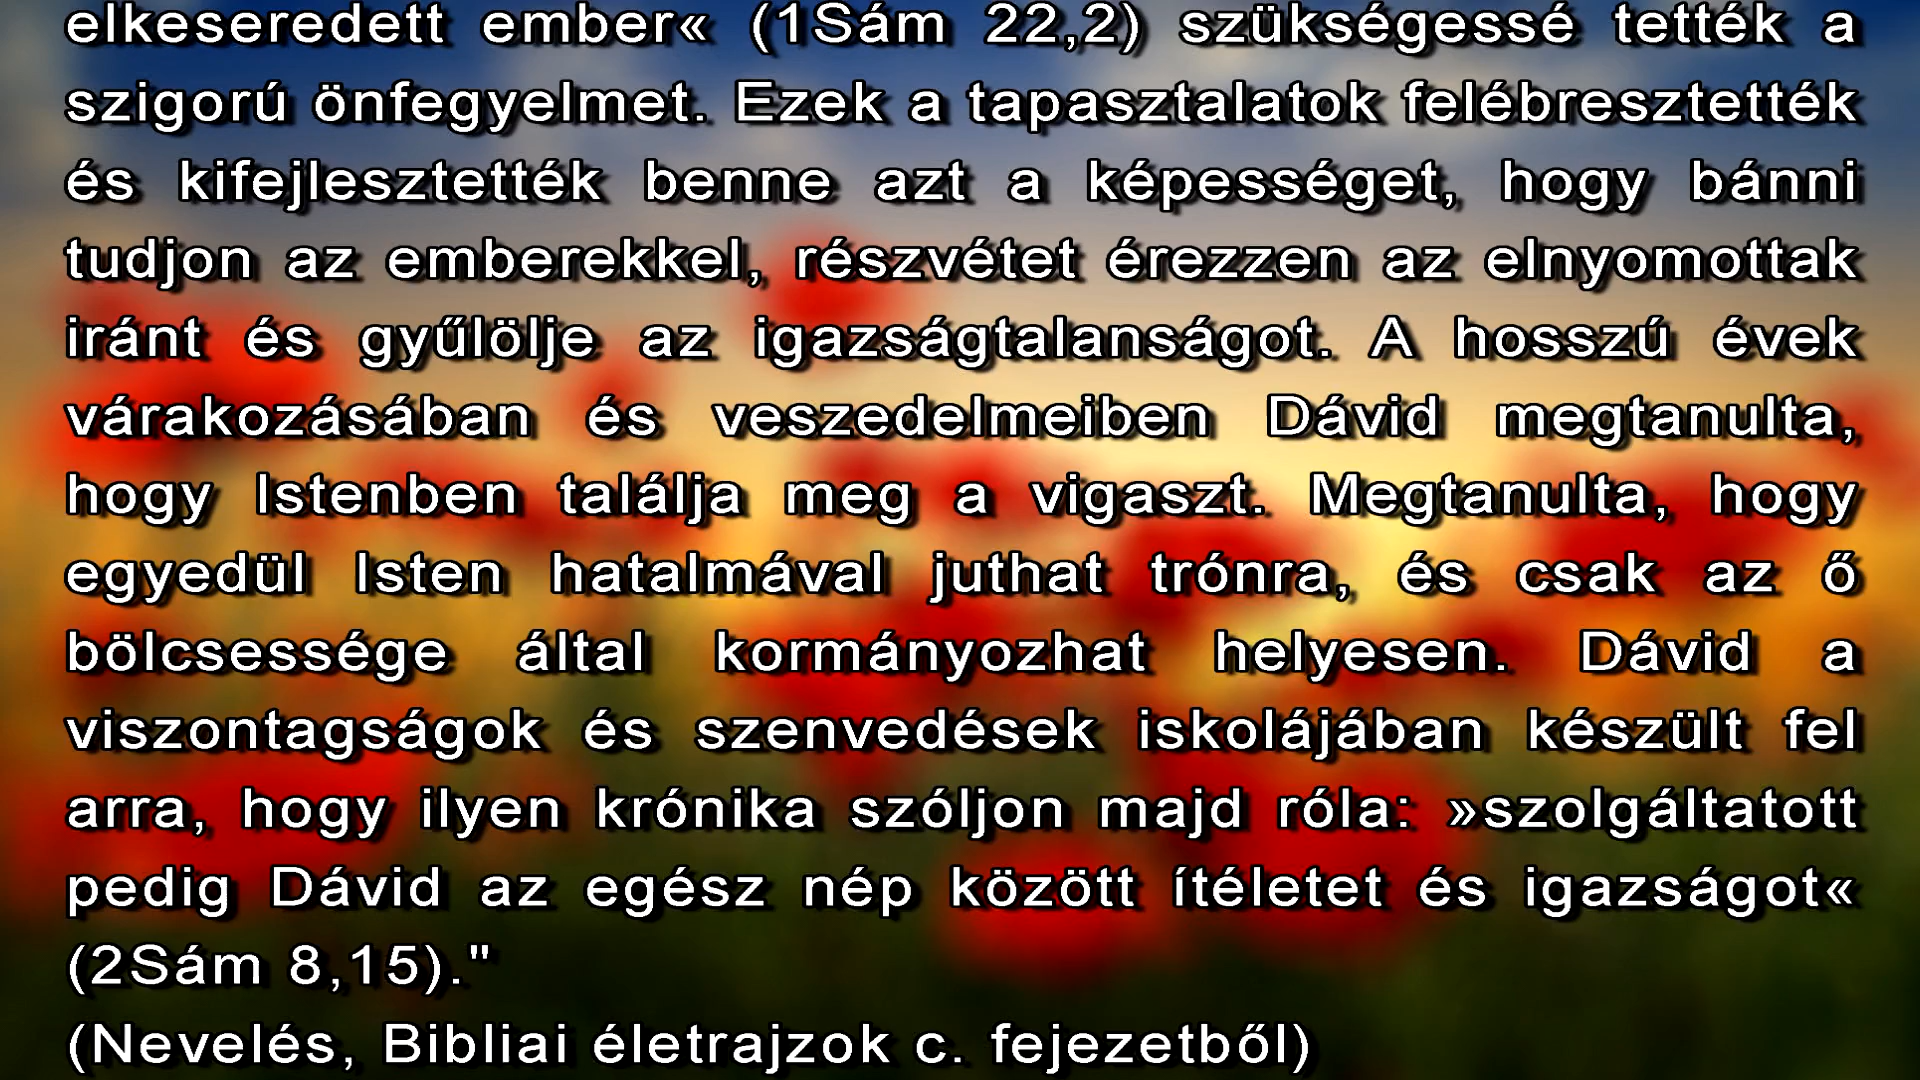 elkeseredett ember« (1Sám 22,2) szükségessé tették a
szigorú önfegyelmet. Ezek a tapasztalatok felébresztették
és kifejlesztették benne azt a képességet, hogy bánni
tudjon az emberekkel, részvétet érezzen az elnyomottak
iránt és gyűlölje az igazságtalanságot. A hosszú évek
várakozásában és veszedelmeiben Dávid megtanulta,
hogy Istenben találja meg a vigaszt. Megtanulta, hogy
egyedül Isten hatalmával juthat trónra, és csak az ő
bölcsessége által kormányozhat helyesen. Dávid a
viszontagságok és szenvedések iskolájában készült fel
arra, hogy ilyen krónika szóljon majd róla: »szolgáltatott
pedig Dávid az egész nép között ítéletet és igazságot«
(2Sám 8,15)."
(Nevelés, Bibliai életrajzok c. fejezetből)